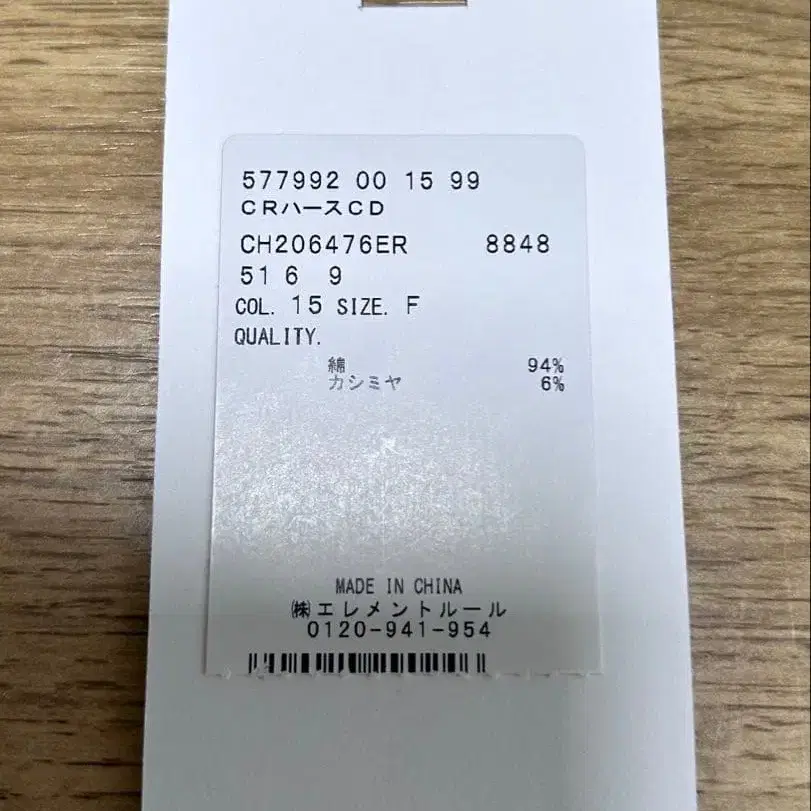 577992 00 15 99
CRハースCD
CH206476ER 8848
51 6 9
COL. 15 SIZE. F
QUALITY.
綿 94%
カシミヤ 6%
MADE IN CHINA
㈱エレメントルール
0120-941-954